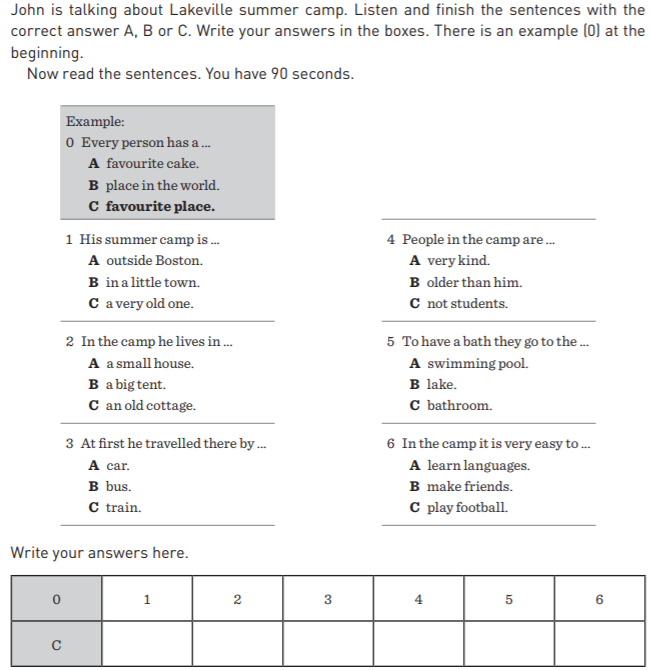 John is talking about Lakeville summer camp. Listen and finish the sentences with the
correct answer A, B or C. Write your answers in the boxes. There is an example (0) at the
beginning.
Now read the sentences. You have 90 seconds.
Example:
0 Every person has a ...
A favourite cake.
B place in the world.
C favourite place.
1 His summer camp is ...
A outside Boston.
B in a little town.
C a very old one.
2 In the camp he lives in ...
A a small house.
B a big tent.
C an old cottage.
3 At first he travelled there by ...
A car.
B bus.
C train.
4 People in the camp are ...
A very kind.
B older than him.
C not students.
5 To have a bath they go to the ...
A swimming pool.
B lake.
C bathroom.
6 In the camp it is very easy to ...
A learn languages.
B make friends.
C play football.
Write your answers here.
0 1 2 3 4 5 6
C